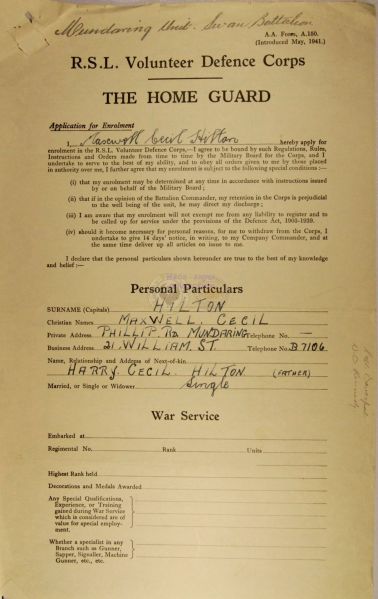 Mundaring Unit. Swan Battalion
A.A. Form, A.150.
(Introduced May, 1941.)
R.S.L. Volunteer Defence Corps
THE HOME GUARD
Application for Enrolment
I, Maxwell Cecil Hilton hereby apply for
enrolment in the R.S.L. Volunteer Defence Corps,—I agree to be bound by such Regulations, Rules,
Instructions and Orders made from time to time by the Military Board for the Corps, and I
undertake to serve to the best of my ability, and to obey all orders given to me by those placed
in authority over me, I further agree that my enrolment is subject to the following special conditions :—
(i) that my enrolment may be determined at any time in accordance with instructions issued
by or on behalf of the Military Board ;
(ii) that if in the opinion of the Battalion Commander, my retention in the Corps is prejudicial
to the well being of the unit, he may direct my discharge ;
(iii) I am aware that my enrolment will not exempt me from any liability to register and to
be called up for service under the provisions of the Defence Act, 1903-1939.
(iv) should it become necessary for personal reasons, for me to withdraw from the Corps, I
undertake to give 14 days' notice, in writing, to my Company Commander, and at
the same time deliver up all articles on issue to me.
I declare that the personal particulars shown hereunder are true to the best of my knowledge
and belief :—
Personal Particulars
SURNAME (Capitals) HILTON
Christian Names MAXWELL CECIL
Private Address PHILLIP RD MUNDARING Telephone No. —
Business Address 21. WILLIAM. ST. Telephone No. B7106
Name, Relationship and Address of Next-of-kin
HARRY CECIL HILTON (FATHER)
Married, or Single or Widower Single
War Service
Embarked at
Regimental No. Rank Units
Highest Rank held
Decorations and Medals Awarded
Any Special Qualifications,
Experience, or Training
gained during War Service
which is considered are of
value for special employ-
ment.
Whether a specialist in any
Branch such as Gunner,
Sapper, Signaller, Machine
Gunner, etc., etc.